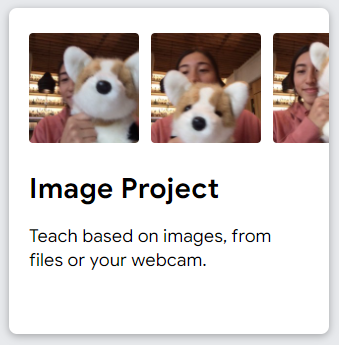 Image Project
Teach based on images, from
files or your webcam.